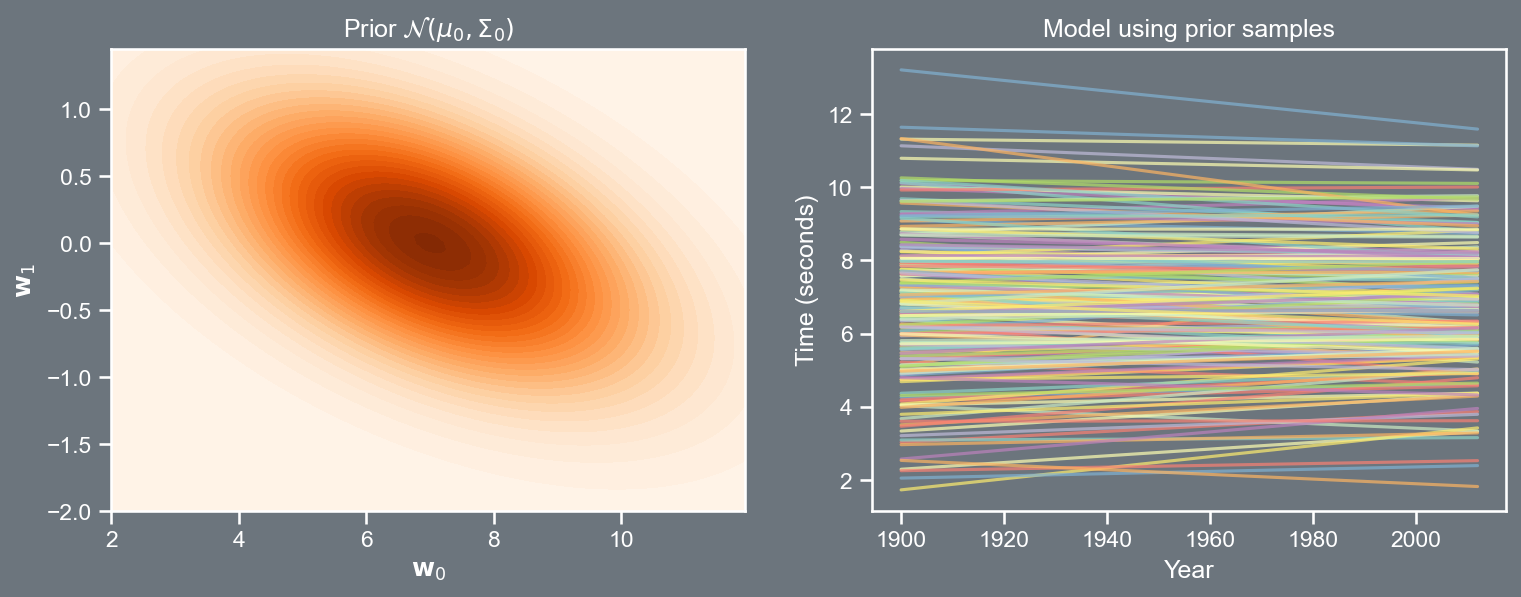 Prior 𝒩(μ₀, Σ₀)
1.0
0.5
0.0
−0.5
−1.0
−1.5
−2.0
w₁
2 4 6 8 10
w₀
Model using prior samples
12
10
8
6
4
2
Time (seconds)
1900 1920 1940 1960 1980 2000
Year